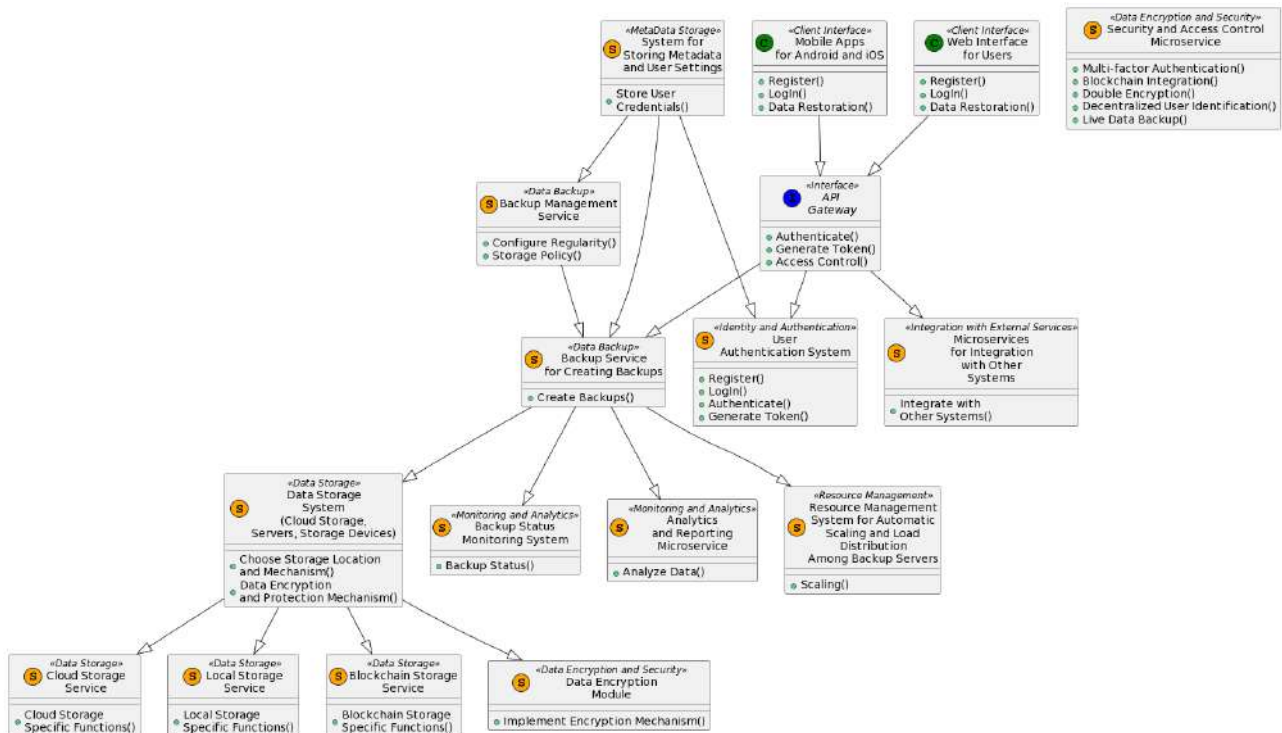 «MetaData Storage»
S
System for
Storing Metadata
and User Settings
Store User
Credentials()
«Client Interface»
C
Mobile Apps
for Android and iOS
Register()
LogIn()
Data Restoration()
«Client Interface»
C
Web Interface
for Users
Register()
LogIn()
Data Restoration()
«Data Encryption and Security»
S
Security and Access Control
Microservice
Multi-factor Authentication()
Blockchain Integration()
Double Encryption()
Decentralized User Identification()
Live Data Backup()
«Data Backup»
S
Backup Management
Service
Configure Regularity()
Storage Policy()
«Interface»
API
Gateway
Authenticate()
Generate Token()
Access Control()
«Data Backup»
S
Backup Service
for Creating Backups
Create Backups()
«Identity and Authentication»
S
User
Authentication System
Register()
LogIn()
Authenticate()
Generate Token()
«Integration with External Services»
S
Microservices
for Integration
with Other
Systems
Integrate with
Other Systems()
«Data Storage»
S
Data Storage
System
(Cloud Storage,
Servers, Storage Devices)
Choose Storage Location
and Mechanism()
Data Encryption
and Protection Mechanism()
«Monitoring and Analytics»
S
Backup Status
Monitoring System
Backup Status()
«Monitoring and Analytics»
S
Analytics
and Reporting
Microservice
Analyze Data()
«Resource Management»
S
Resource Management
System for Automatic
Scaling and Load
Distribution
Among Backup Servers
Scaling()
«Data Storage»
S
Cloud Storage
Service
Cloud Storage
Specific Functions()
«Data Storage»
S
Local Storage
Service
Local Storage
Specific Functions()
«Data Storage»
S
Blockchain Storage
Service
Blockchain Storage
Specific Functions()
«Data Encryption and Security»
S
Data Encryption
Module
Implement Encryption Mechanism()